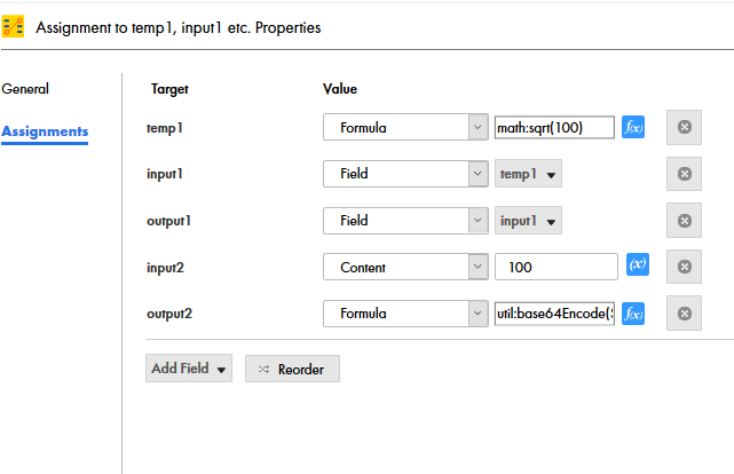 Assignment to temp1, input1 etc. Properties
General
Assignments
Target Value
temp1 Formula math:sqrt(100) f(x)
input1 Field temp1
output1 Field input1
input2 Content 100 (x)
output2 Formula util:base64Encode( f(x)
Add Field Reorder